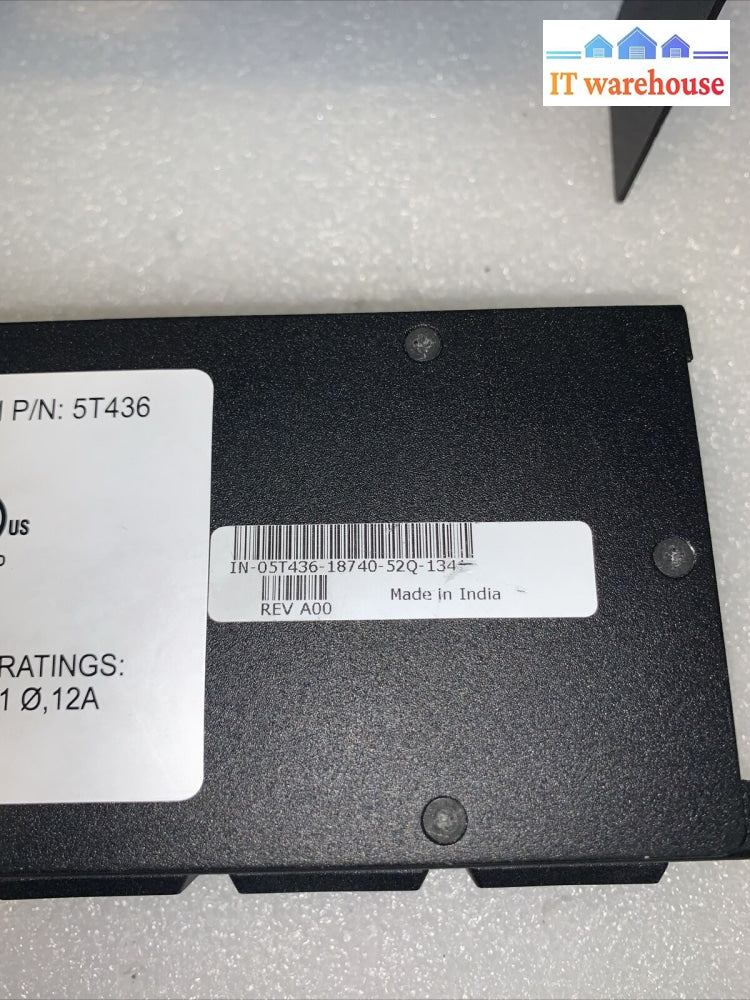 IT warehouse
P/N: 5T436
US
IN-05T436-18740-52Q-134
REV A00
Made in India
RATINGS:
1 Ø,12A